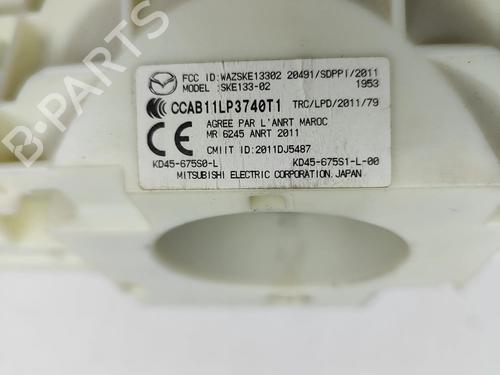 FCC ID:WAZSKE13302 20491/SDPPI/2011
MODEL :SKE133-02 1953
CCAB11LP3740T1 TRC/LPD/2011/79
AGREE PAR L'ANRT MAROC
MR 6245 ANRT 2011
CE
CMIIT ID:2011DJ5487
KD45-675S0-L KD45-675S1-L-00
MITSUBISHI ELECTRIC CORPORATION. JAPAN
B-PARTS